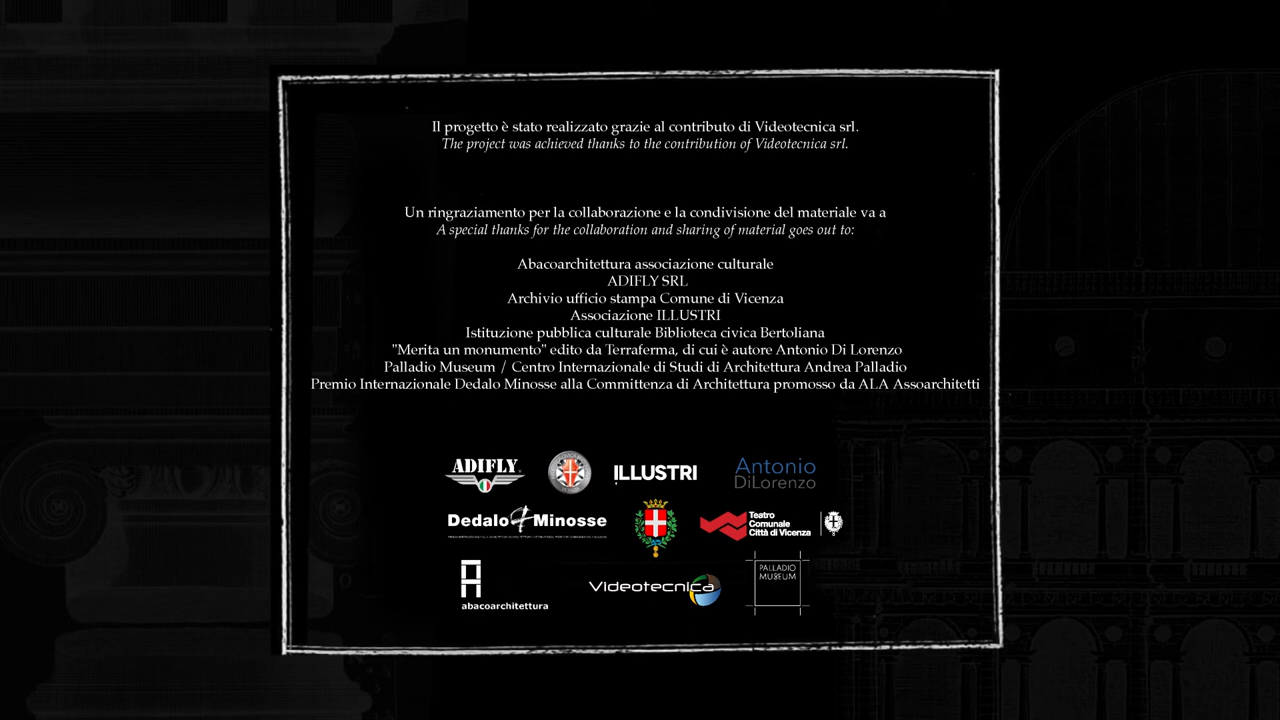 Il progetto è stato realizzato grazie al contributo di Videotecnica srl.
The project was achieved thanks to the contribution of Videotecnica srl.
Un ringraziamento per la collaborazione e la condivisione del materiale va a
A special thanks for the collaboration and sharing of material goes out to:
Abacoarchitettura associazione culturale
ADIFLY SRL
Archivio ufficio stampa Comune di Vicenza
Associazione ILLUSTRI
Istituzione pubblica culturale Biblioteca civica Bertoliana
"Merita un monumento" edito da Terraferma, di cui è autore Antonio Di Lorenzo
Palladio Museum / Centro Internazionale di Studi di Architettura Andrea Palladio
Premio Internazionale Dedalo Minosse alla Committenza di Architettura promosso da ALA Assoarchitetti
ADIFLY
ILLUSTRI
Antonio
DiLorenzo
Dedalo Minosse
Teatro
Comunale
Città di Vicenza
abacoarchitettura
Videotecnica
PALLADIO
MUSEUM